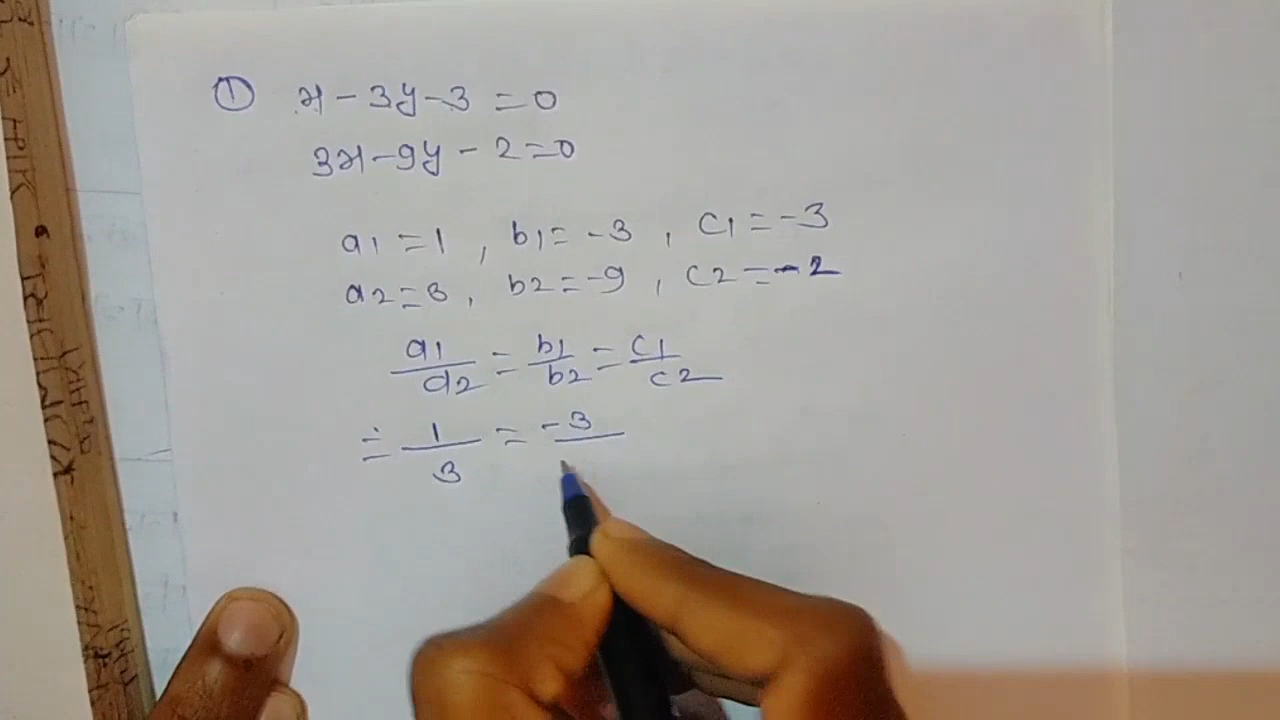 ① x - 3y - 3 = 0
3x - 9y - 2 = 0
a1 = 1 , b1 = -3 , c1 = -3
a2 = 3 , b2 = -9 , c2 = -2
a1/a2 = b1/b2 = c1/c2
= 1/3 = -3/